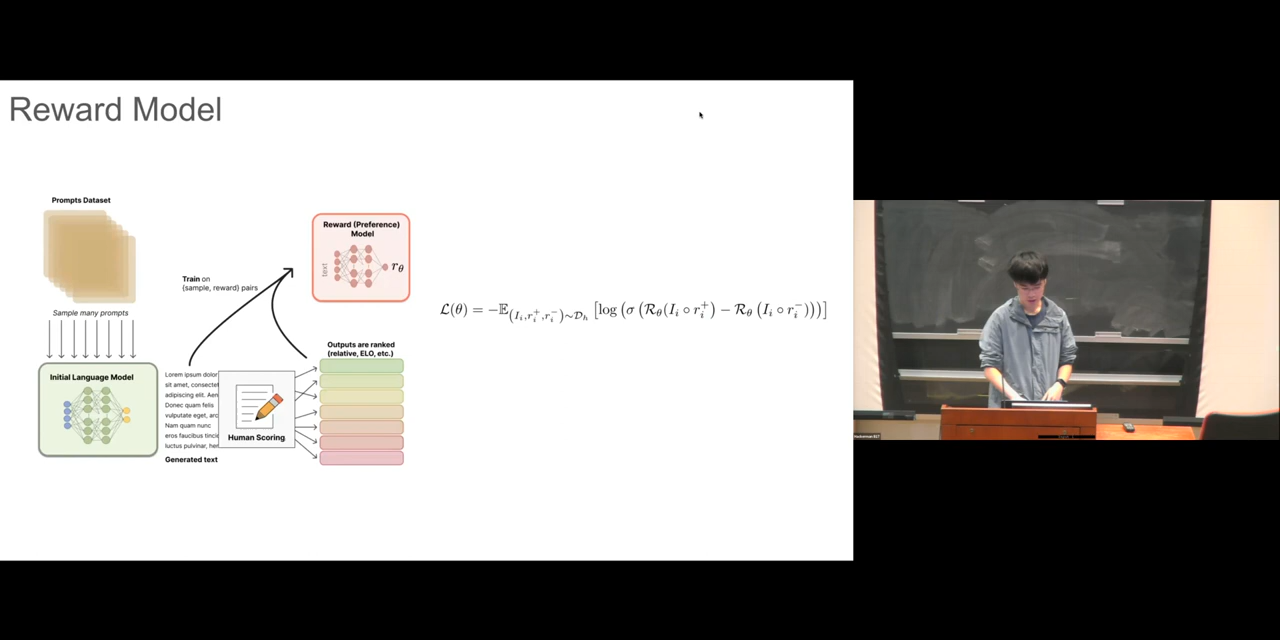 Reward Model
Prompts Dataset
Sample many prompts
Initial Language Model
Train on
(sample, reward) pairs
Reward (Preference)
Model
text
rθ
Outputs are ranked
(relative, ELO, etc.)
Lorem ipsum dolor
sit amet, consectet
adipiscing elit. Aen
Donec quam felis
vulputate eget, arc
Nam quam nunc
eros faucibus tincid
luctus pulvinar, hen
Generated text
Human Scoring
L(θ) = −E(Iᵢ,rᵢ⁺,rᵢ⁻)∼Dₕ [log (σ (Rθ(Iᵢ ∘ rᵢ⁺) − Rθ (Iᵢ ∘ rᵢ⁻)))]